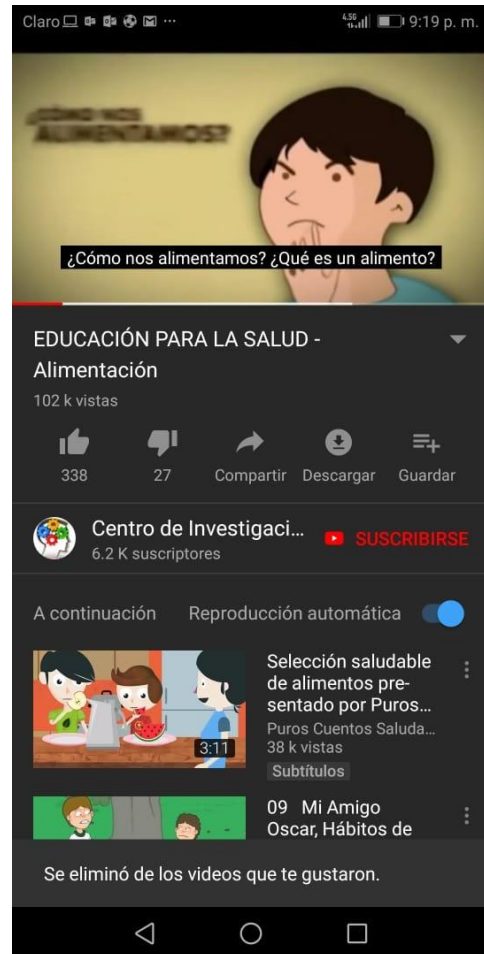 Claro
4.5G
9:19 p. m.
¿CÓMO NOS
ALIMENTAMOS?
¿Cómo nos alimentamos? ¿Qué es un alimento?
EDUCACIÓN PARA LA SALUD -
Alimentación
102 k vistas
338
27
Compartir
Descargar
Guardar
Centro de Investigaci...
6.2 K suscriptores
SUSCRIBIRSE
A continuación
Reproducción automática
3:11
Selección saludable
de alimentos pre-
sentado por Puros...
Puros Cuentos Saluda...
38 k vistas
Subtítulos
09 Mi Amigo
Oscar, Hábitos de
Se eliminó de los videos que te gustaron.